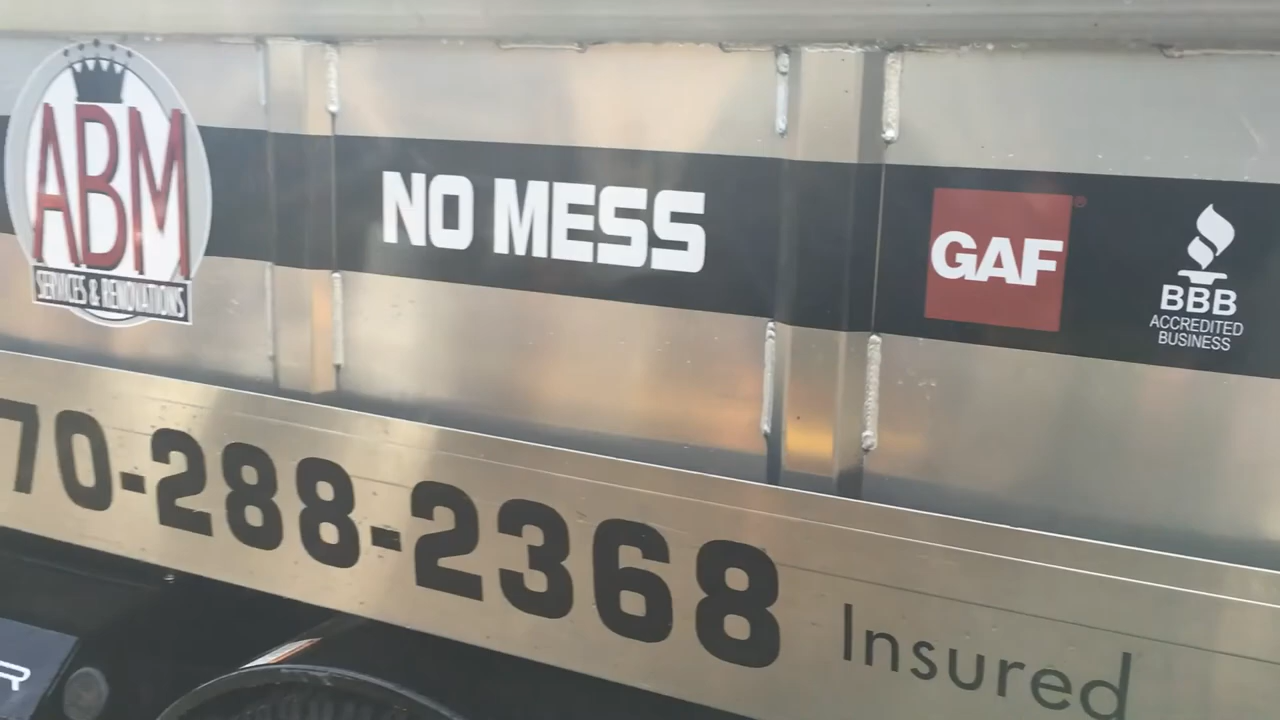 ABM
SERVICES & RENOVATIONS
NO MESS
GAF®
BBB
ACCREDITED
BUSINESS
70-288-2368
Insured
R